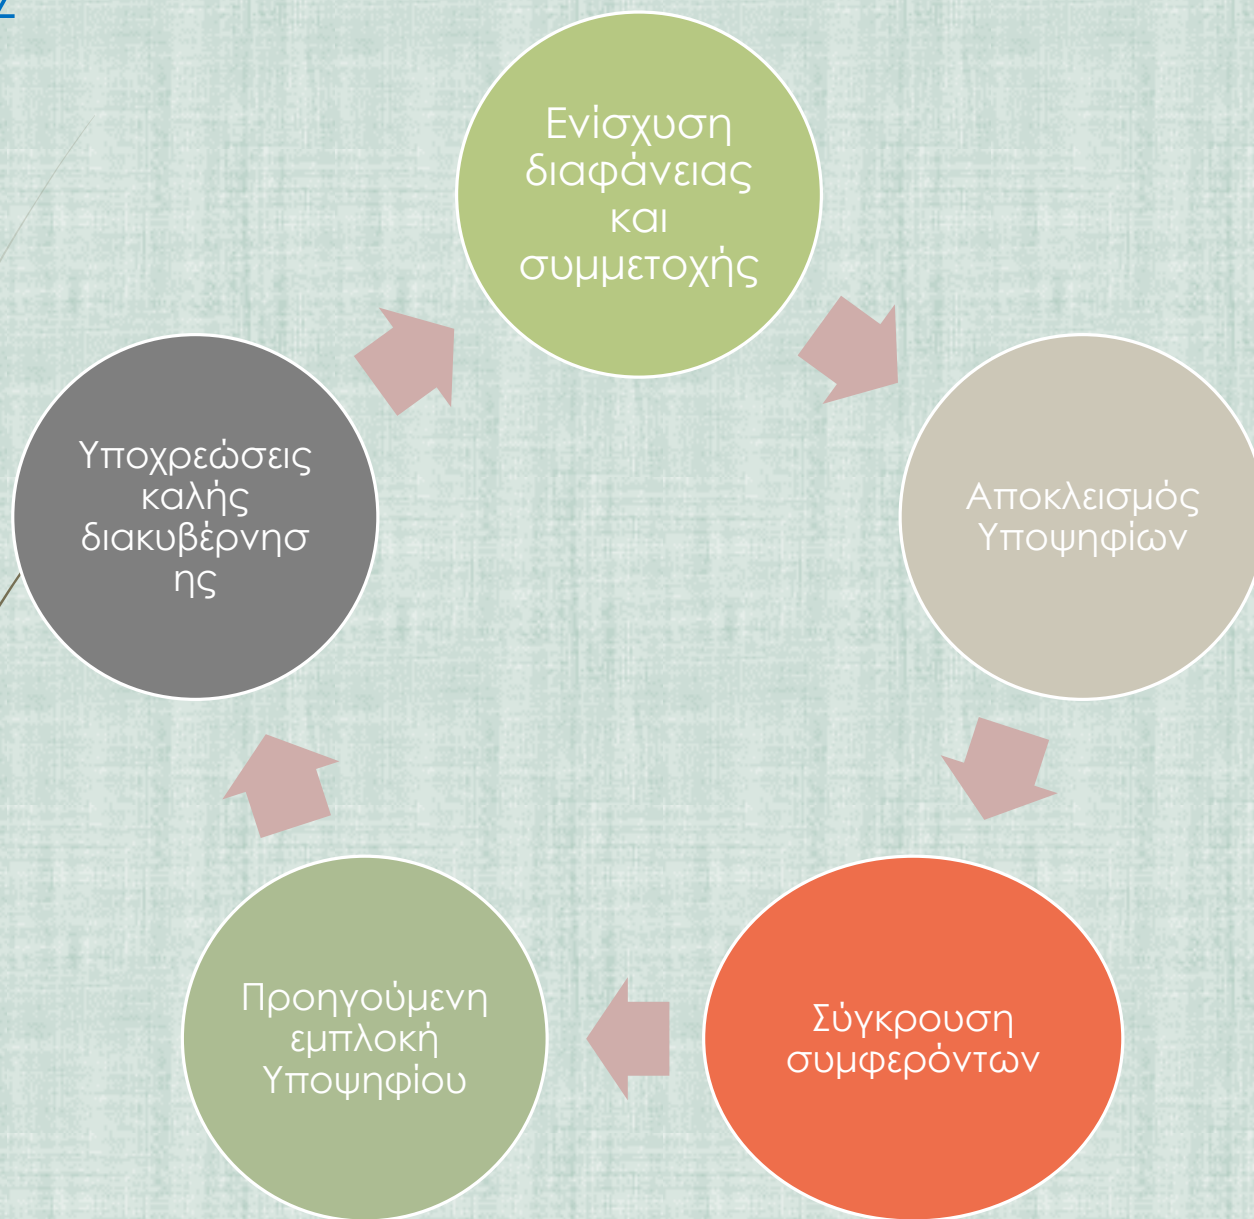 Ενίσχυση
διαφάνειας
και
συμμετοχής
Αποκλεισμός
Υποψηφίων
Σύγκρουση
συμφερόντων
Προηγούμενη
εμπλοκή
Υποψηφίου
Υποχρεώσεις
καλής
διακυβέρνησ
ης